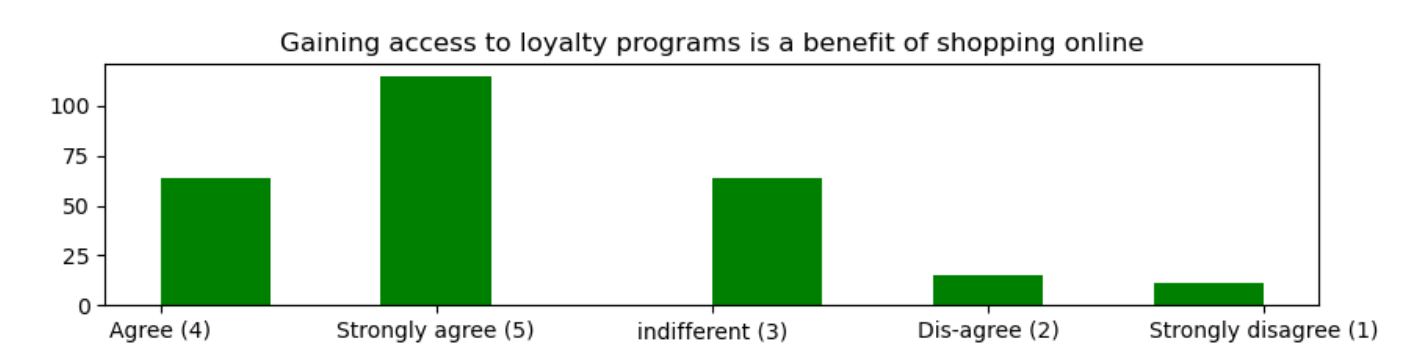 Gaining access to loyalty programs is a benefit of shopping online
100
75
50
25
0
Agree (4) Strongly agree (5) indifferent (3) Dis-agree (2) Strongly disagree (1)